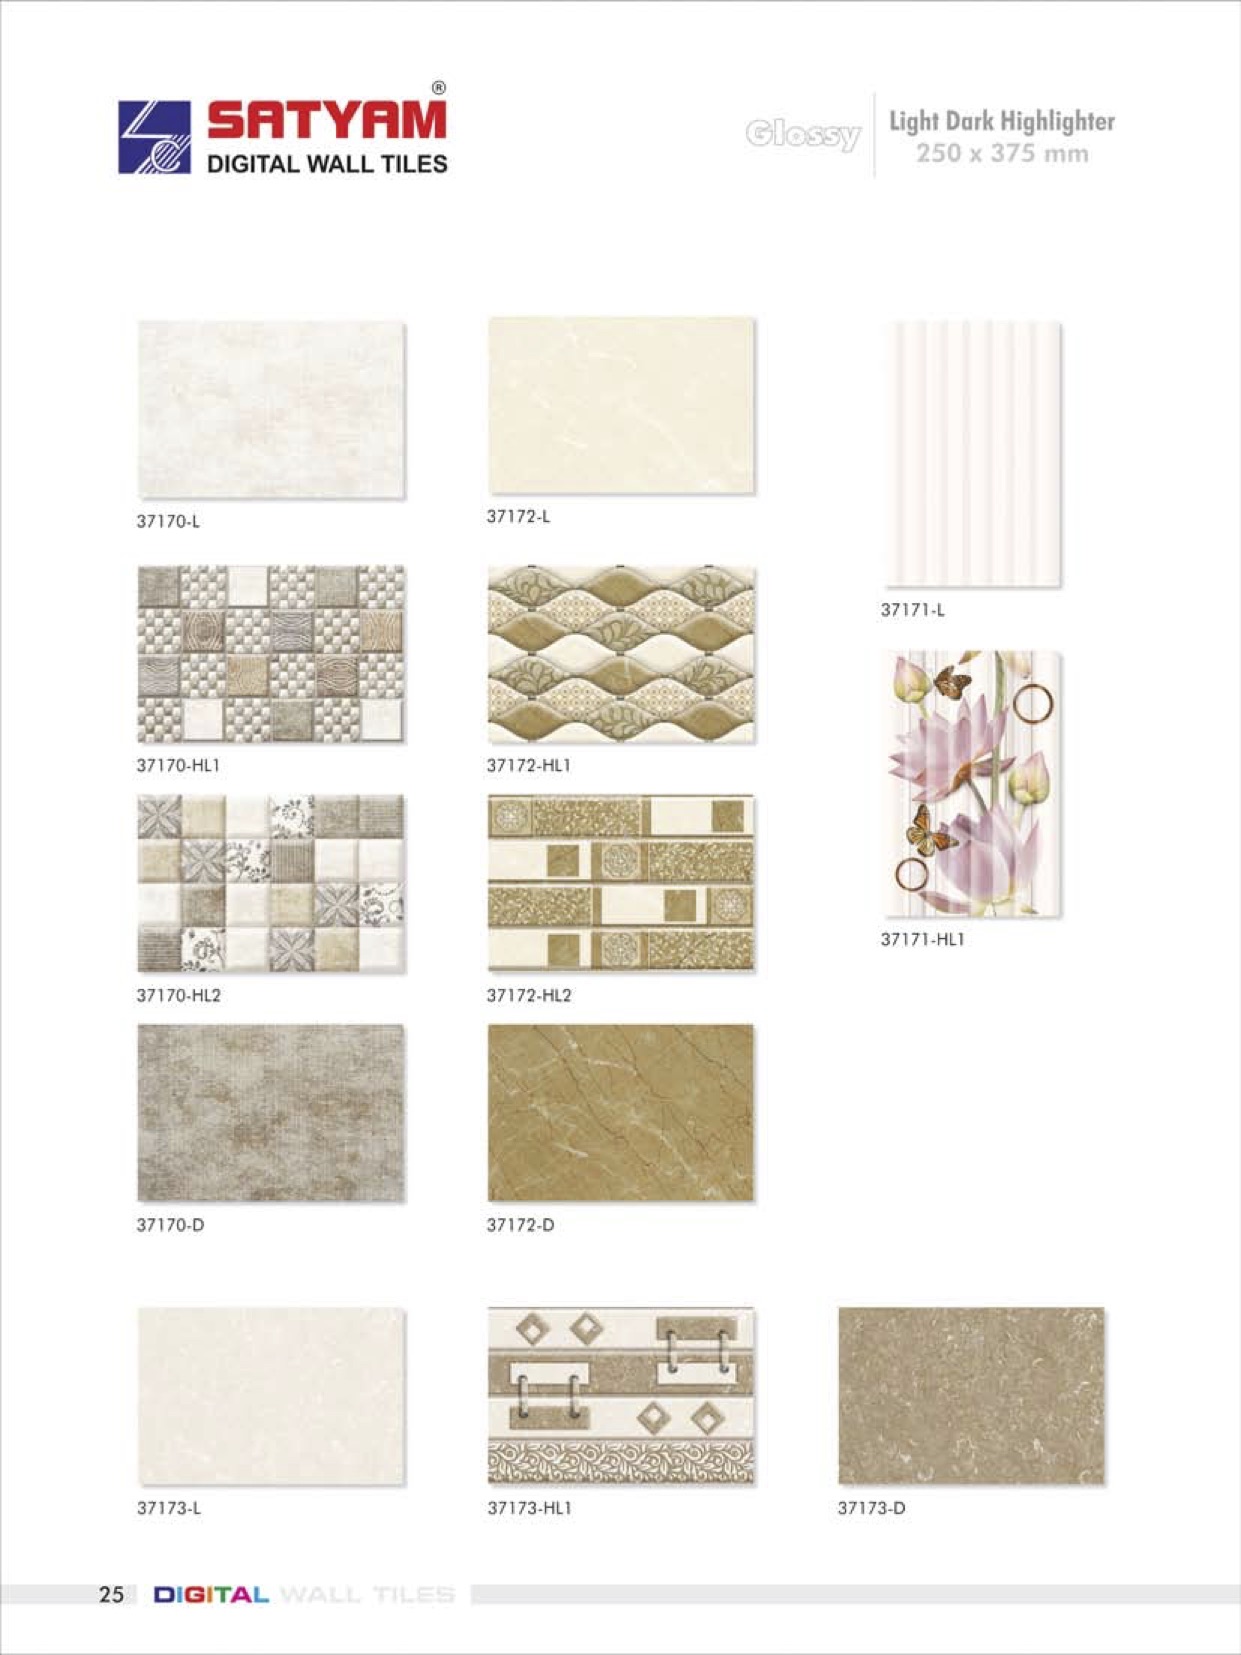 SATYAM®
DIGITAL WALL TILES
Glossy
Light Dark Highlighter
250 x 375 mm
37170-L
37172-L
37171-L
37170-HL1
37172-HL1
37171-HL1
37170-HL2
37172-HL2
37170-D
37172-D
37173-L
37173-HL1
37173-D
25 DIGITAL WALL TILES